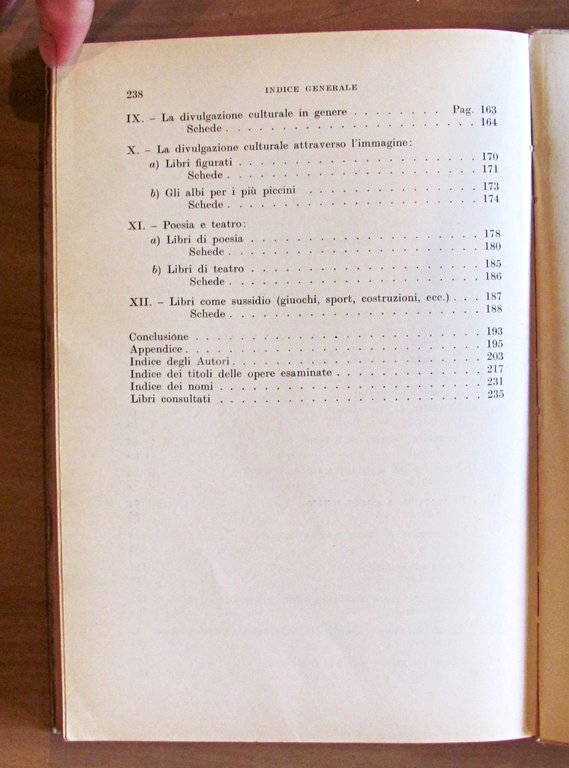 238 INDICE GENERALE
IX. – La divulgazione culturale in genere . . . . . . . . Pag. 163
Schede . . . . . . . . . . . . . . . . . . . . 164
X. – La divulgazione culturale attraverso l'immagine:
a) Libri figurati . . . . . . . . . . . . . . . . . . . 170
Schede . . . . . . . . . . . . . . . . . . . . 171
b) Gli albi per i più piccini . . . . . . . . . . . . . . 173
Schede . . . . . . . . . . . . . . . . . . . . 174
XI. – Poesia e teatro:
a) Libri di poesia . . . . . . . . . . . . . . . . . . 178
Schede . . . . . . . . . . . . . . . . . . . . 180
b) Libri di teatro . . . . . . . . . . . . . . . . . . 185
Schede . . . . . . . . . . . . . . . . . . . . 186
XII. – Libri come sussidio (giuochi, sport, costruzioni, ecc.) . . . 187
Schede . . . . . . . . . . . . . . . . . . . . 188
Conclusione . . . . . . . . . . . . . . . . . . . . . . 193
Appendice . . . . . . . . . . . . . . . . . . . . . . . 195
Indice degli Autori . . . . . . . . . . . . . . . . . . . 203
Indice dei titoli delle opere esaminate . . . . . . . . . . . 217
Indice dei nomi . . . . . . . . . . . . . . . . . . . . 231
Libri consultati . . . . . . . . . . . . . . . . . . . . 235